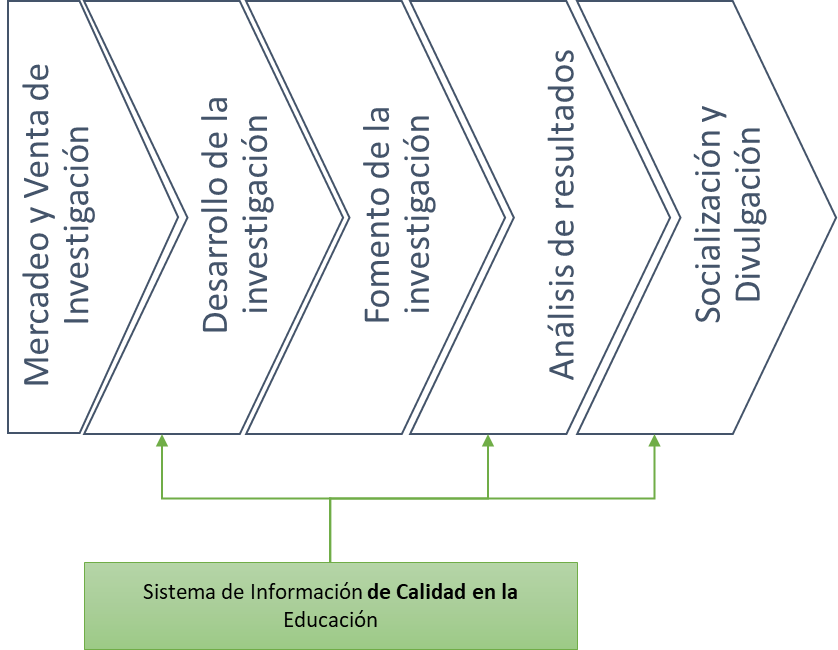 Mercadeo y Venta de
Investigación
Desarrollo de la
investigación
Fomento de la
investigación
Análisis de resultados
Socialización y
Divulgación
Sistema de Información de Calidad en la
Educación